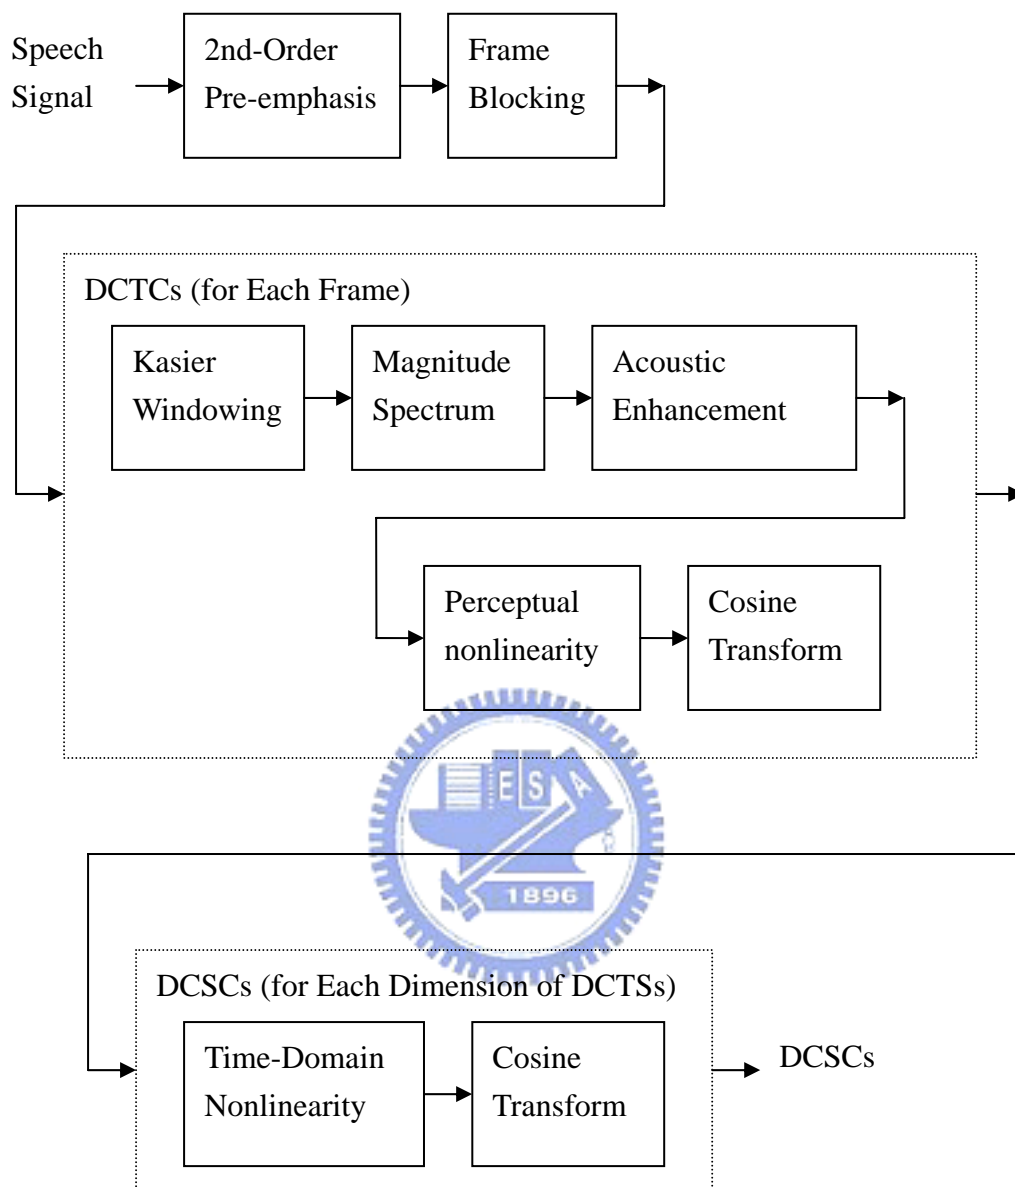 Speech
Signal
2nd-Order
Pre-emphasis
Frame
Blocking
DCTCs (for Each Frame)
Kasier
Windowing
Magnitude
Spectrum
Acoustic
Enhancement
Perceptual
nonlinearity
Cosine
Transform
E S A
1896
DCSCs (for Each Dimension of DCTSs)
Time-Domain
Nonlinearity
Cosine
Transform
DCSCs